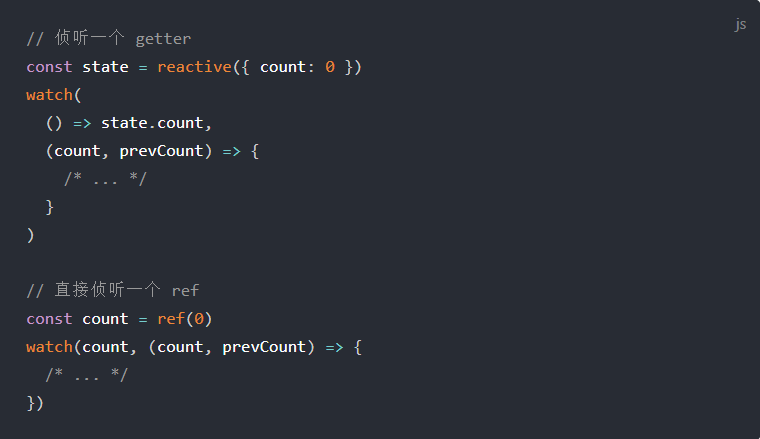 js
// 侦听一个 getter
const state = reactive({ count: 0 })
watch(
  () => state.count,
  (count, prevCount) => {
    /* ... */
  }
)

// 直接侦听一个 ref
const count = ref(0)
watch(count, (count, prevCount) => {
  /* ... */
})